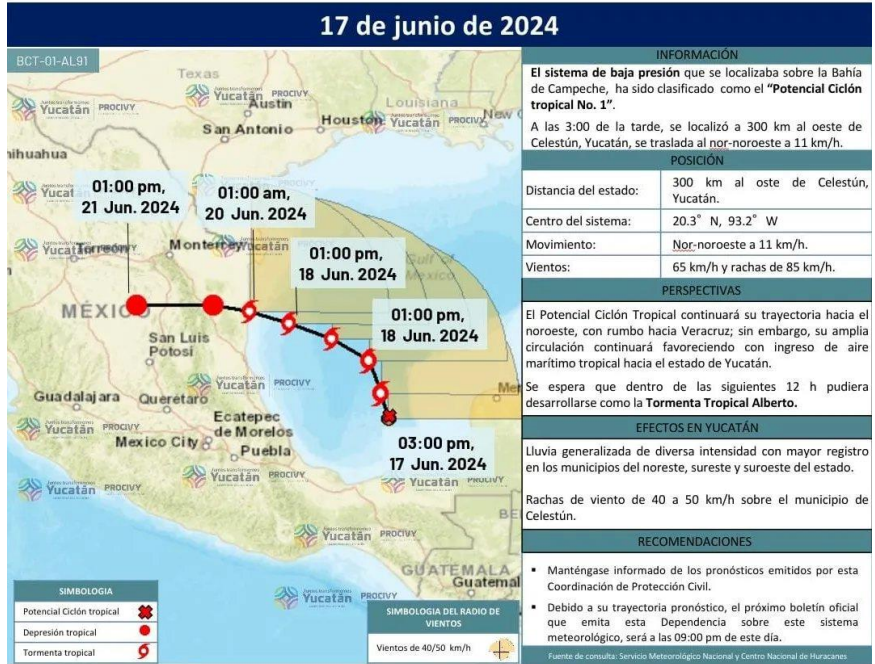 17 de junio de 2024
BCT-01-AL91
Texas
Austin
San Antonio
Houston
Louisiana
New O
nihuahua
01:00 pm,
21 Jun. 2024
01:00 am,
20 Jun. 2024
Torreón
Monterrey
01:00 pm,
18 Jun. 2024
Gulf of
Mexico
MÉXICO
01:00 pm,
18 Jun. 2024
San Luis
Potosí
Guadalajara
Querétaro
Ecatepec
de Morelos
Mexico City
Puebla
Mer
03:00 pm,
17 Jun. 2024
BE
GUATEMALA
Guatemal
Yucatán PROCIVY
SIMBOLOGIA
Potencial Ciclón tropical
Depresión tropical
Tormenta tropical
SIMBOLOGIA DEL RADIO DE
VIENTOS
Vientos de 40/50 km/h
INFORMACIÓN
El sistema de baja presión que se localizaba sobre la Bahía
de Campeche, ha sido clasificado como el “Potencial Ciclón
tropical No. 1”.
A las 3:00 de la tarde, se localizó a 300 km al oeste de
Celestún, Yucatán, se traslada al nor-noroeste a 11 km/h.
POSICIÓN
Distancia del estado: 300 km al oste de Celestún,
Yucatán.
Centro del sistema: 20.3° N, 93.2° W
Movimiento: Nor-noroeste a 11 km/h.
Vientos: 65 km/h y rachas de 85 km/h.
PERSPECTIVAS
El Potencial Ciclón Tropical continuará su trayectoria hacia el
noroeste, con rumbo hacia Veracruz; sin embargo, su amplia
circulación continuará favoreciendo con ingreso de aire
marítimo tropical hacia el estado de Yucatán.
Se espera que dentro de las siguientes 12 h pudiera
desarrollarse como la Tormenta Tropical Alberto.
EFECTOS EN YUCATÁN
Lluvia generalizada de diversa intensidad con mayor registro
en los municipios del noreste, sureste y suroeste del estado.
Rachas de viento de 40 a 50 km/h sobre el municipio de
Celestún.
RECOMENDACIONES
▪ Manténgase informado de los pronósticos emitidos por esta
Coordinación de Protección Civil.
▪ Debido a su trayectoria pronóstico, el próximo boletín oficial
que emita esta Dependencia sobre este sistema
meteorológico, será a las 09:00 pm de este día.
Fuente de consulta: Servicio Meteorológico Nacional y Centro Nacional de Huracanes